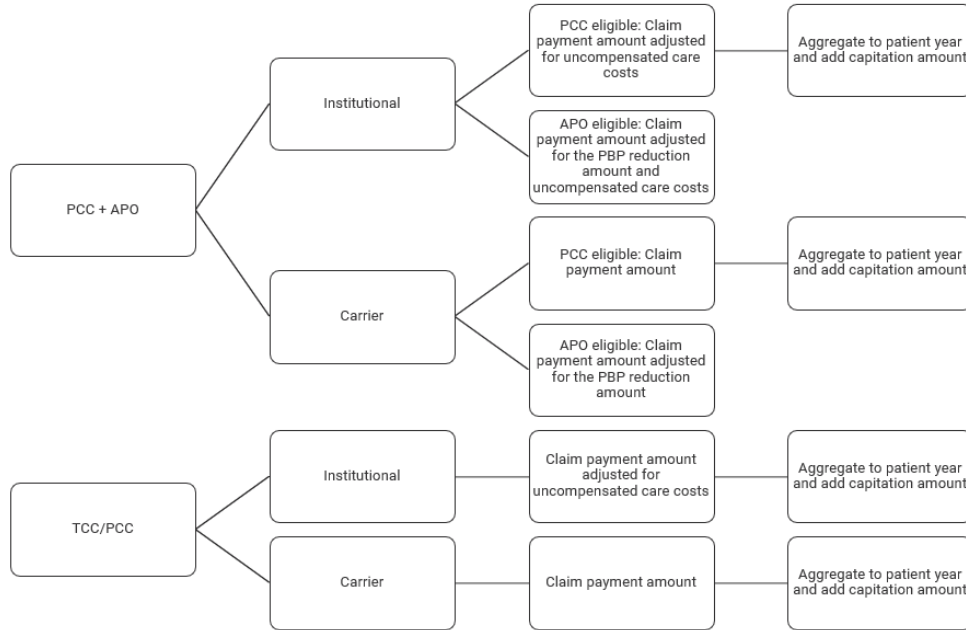 PCC + APO
Institutional
PCC eligible: Claim
payment amount adjusted
for uncompensated care
costs
Aggregate to patient year
and add capitation amount
APO eligible: Claim
payment amount adjusted
for the PBP reduction
amount and
uncompensated care costs
Carrier
PCC eligible: Claim
payment amount
Aggregate to patient year
and add capitation amount
APO eligible: Claim
payment amount adjusted
for the PBP reduction
amount
TCC/PCC
Institutional
Claim payment amount
adjusted for
uncompensated care costs
Aggregate to patient year
and add capitation amount
Carrier
Claim payment amount
Aggregate to patient year
and add capitation amount